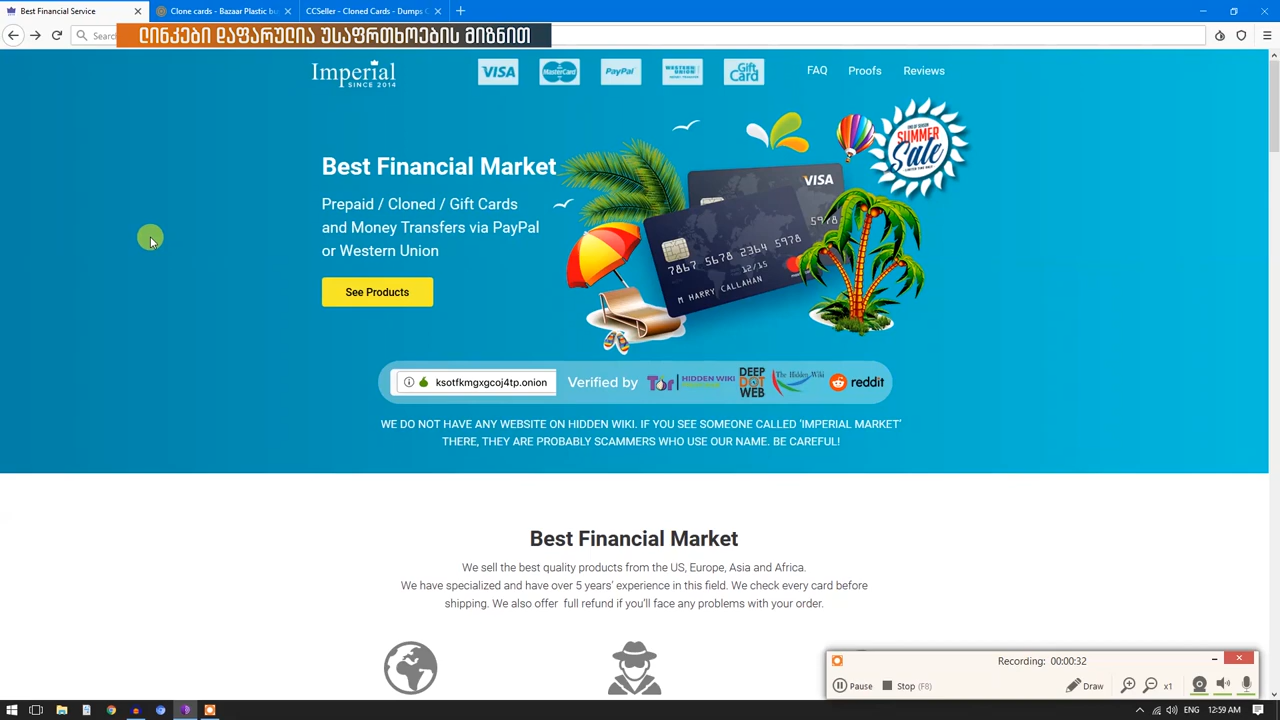 Best Financial Service
Clone cards - Bazaar Plastic bu
CCSeller - Cloned Cards - Dumps C
Searc
ᲚᲘᲜᲙᲔᲑᲘ ᲓᲐᲤᲐᲠᲣᲚᲘᲐ ᲣᲡᲐᲤᲠᲗᲮᲝᲔᲑᲘᲡ ᲛᲘᲖᲜᲘᲗ
Imperial
SINCE 2014
VISA
MasterCard
PayPal
WESTERN UNION
Gift Card
FAQ
Proofs
Reviews
Best Financial Market
Prepaid / Cloned / Gift Cards
and Money Transfers via PayPal
or Western Union
See Products
SUMMER
Sale
VISA
5978
7867 5678 2364 5978
12/15
M HARRY CALLAHAN
ksotfkmgxgcoj4tp.onion
Verified by
Tor
HIDDEN WIKI
DEEP DOT WEB
The Hidden Wiki
reddit
WE DO NOT HAVE ANY WEBSITE ON HIDDEN WIKI. IF YOU SEE SOMEONE CALLED 'IMPERIAL MARKET'
THERE, THEY ARE PROBABLY SCAMMERS WHO USE OUR NAME. BE CAREFUL!
Best Financial Market
We sell the best quality products from the US, Europe, Asia and Africa.
We have specialized and have over 5 years' experience in this field. We check every card before
shipping. We also offer full refund if you'll face any problems with your order.
Recording: 00:00:32
Pause
Stop (F8)
Draw
x1
ENG
12:59 AM